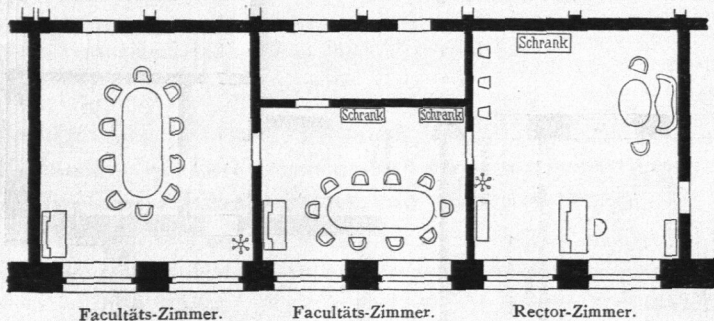 Schrank
Schrank
Schrank
Facultäts-Zimmer.
Facultäts-Zimmer.
Rector-Zimmer.